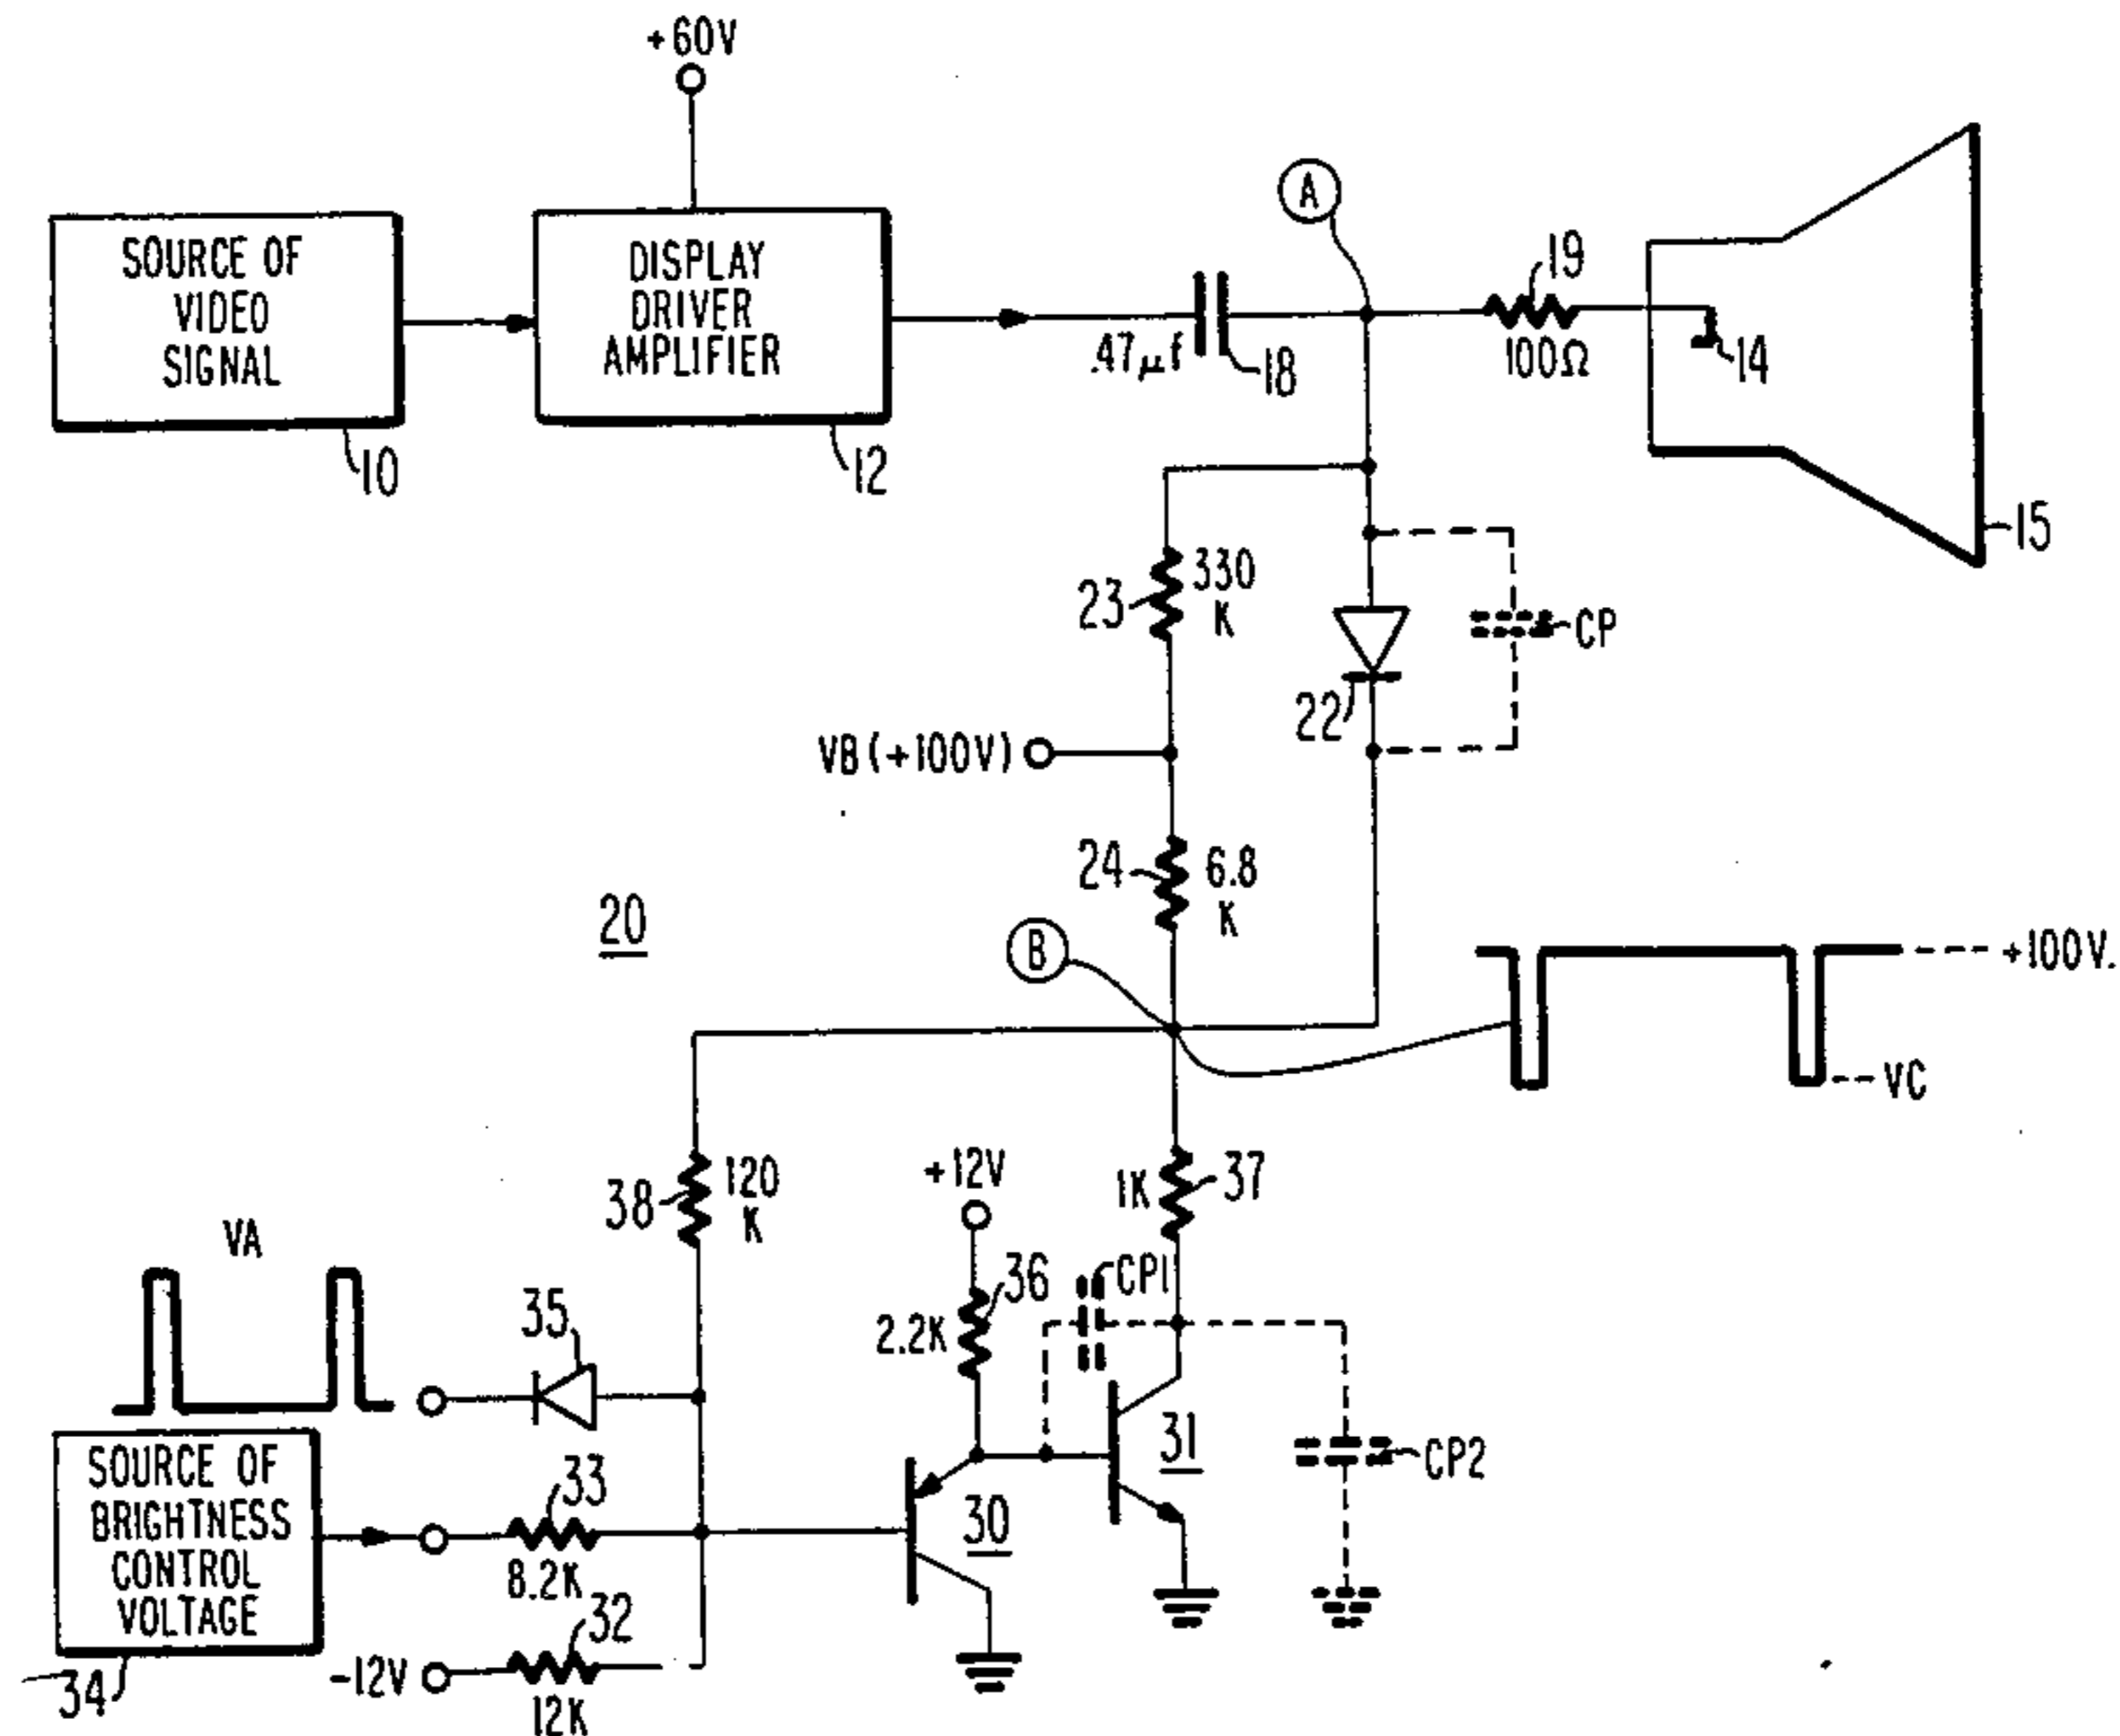 +60V
SOURCE OF
VIDEO
SIGNAL
10
DISPLAY
DRIVER
AMPLIFIER
12
.47μf
18
A
19
100Ω
14
15
23
330
K
22
CP
VB (+100V)
24
6.8
K
20
B
+100V.
VC
38
120
K
+12V
1K
37
VA
35
36
2.2K
CP1
31
CP2
SOURCE OF
BRIGHTNESS
CONTROL
VOLTAGE
34
33
8.2K
30
32
-12V
12K